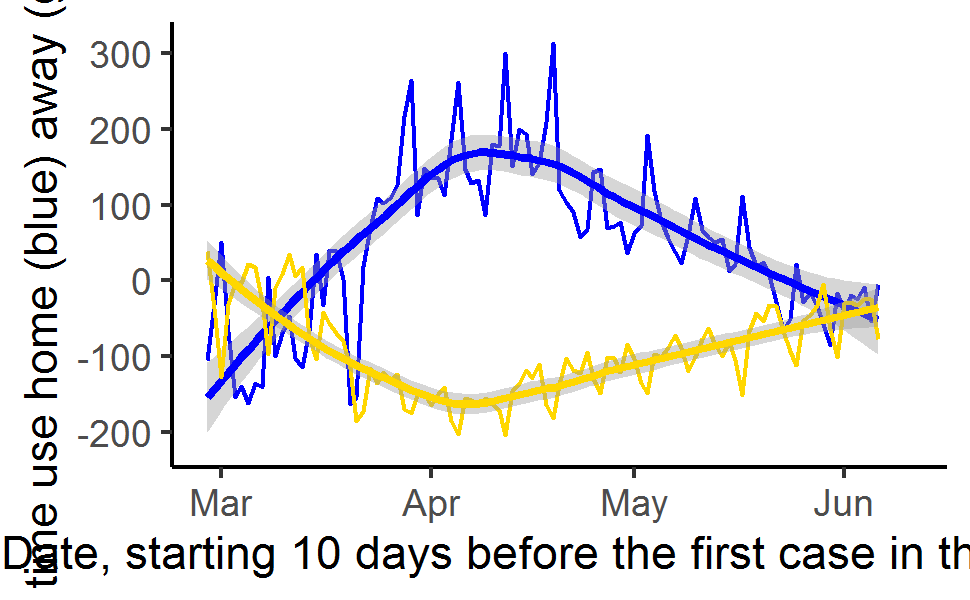 time use home (blue) away (
300
200
100
0
-100
-200
Mar Apr May Jun
Date, starting 10 days before the first case in th